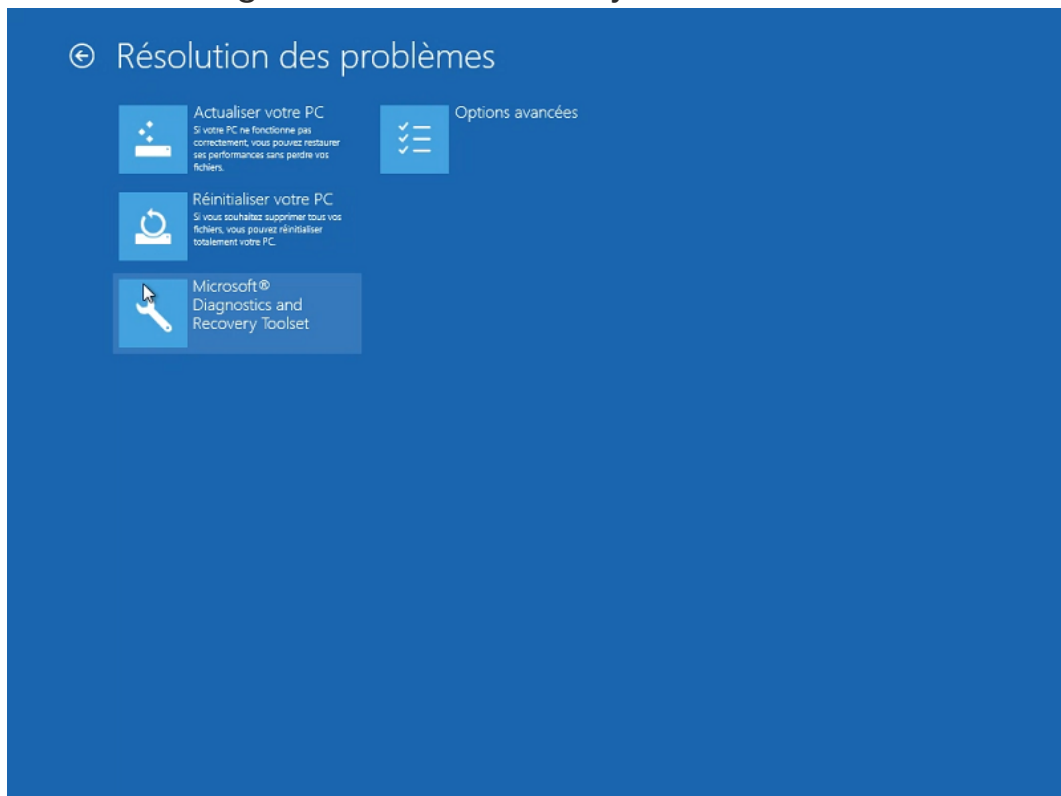 Résolution des problèmes
Actualiser votre PC
Si votre PC ne fonctionne pas
correctement, vous pouvez restaurer
ses performances sans perdre vos
fichiers.
Options avancées
Réinitialiser votre PC
Si vous souhaitez supprimer tous vos
fichiers, vous pouvez réinitialiser
totalement votre PC.
Microsoft®
Diagnostics and
Recovery Toolset